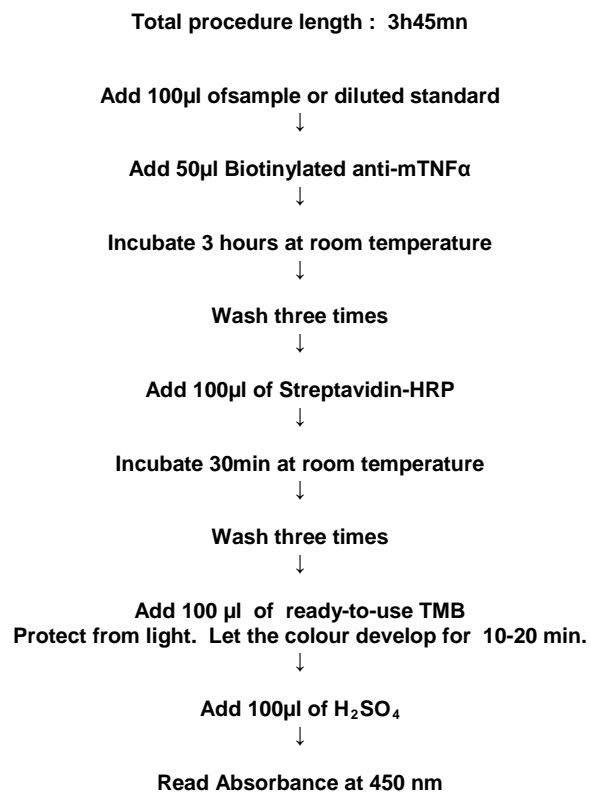 Total procedure length : 3h45mn
Add 100µl ofsample or diluted standard
↓
Add 50µl Biotinylated anti-mTNFα
↓
Incubate 3 hours at room temperature
↓
Wash three times
↓
Add 100µl of Streptavidin-HRP
↓
Incubate 30min at room temperature
↓
Wash three times
↓
Add 100 µl of ready-to-use TMB
Protect from light. Let the colour develop for 10-20 min.
↓
Add 100µl of H₂SO₄
↓
Read Absorbance at 450 nm